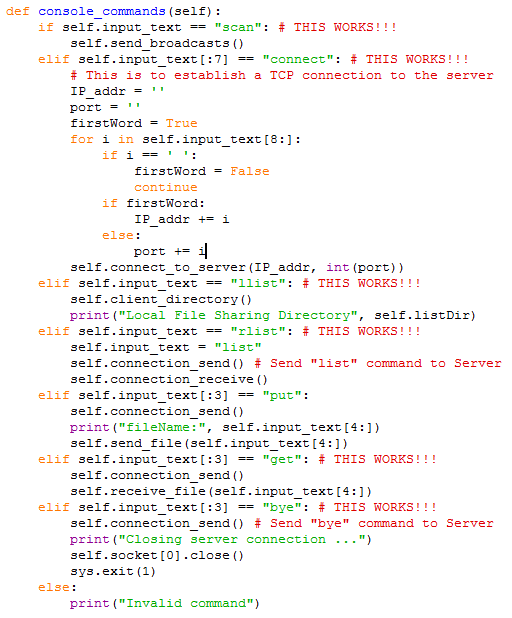 def console_commands(self):
    if self.input_text == "scan": # THIS WORKS!!!
        self.send_broadcasts()
    elif self.input_text[:7] == "connect": # THIS WORKS!!!
        # This is to establish a TCP connection to the server
        IP_addr = ''
        port = ''
        firstWord = True
        for i in self.input_text[8:]:
            if i == ' ':
                firstWord = False
                continue
            if firstWord:
                IP_addr += i
            else:
                port += i
        self.connect_to_server(IP_addr, int(port))
    elif self.input_text == "llist": # THIS WORKS!!!
        self.client_directory()
        print("Local File Sharing Directory", self.listDir)
    elif self.input_text == "rlist": # THIS WORKS!!!
        self.input_text = "list"
        self.connection_send() # Send "list" command to Server
        self.connection_receive()
    elif self.input_text[:3] == "put":
        self.connection_send()
        print("fileName:", self.input_text[4:])
        self.send_file(self.input_text[4:])
    elif self.input_text[:3] == "get": # THIS WORKS!!!
        self.connection_send()
        self.receive_file(self.input_text[4:])
    elif self.input_text[:3] == "bye": # THIS WORKS!!!
        self.connection_send() # Send "bye" command to Server
        print("Closing server connection ...")
        self.socket[0].close()
        sys.exit(1)
    else:
        print("Invalid command")